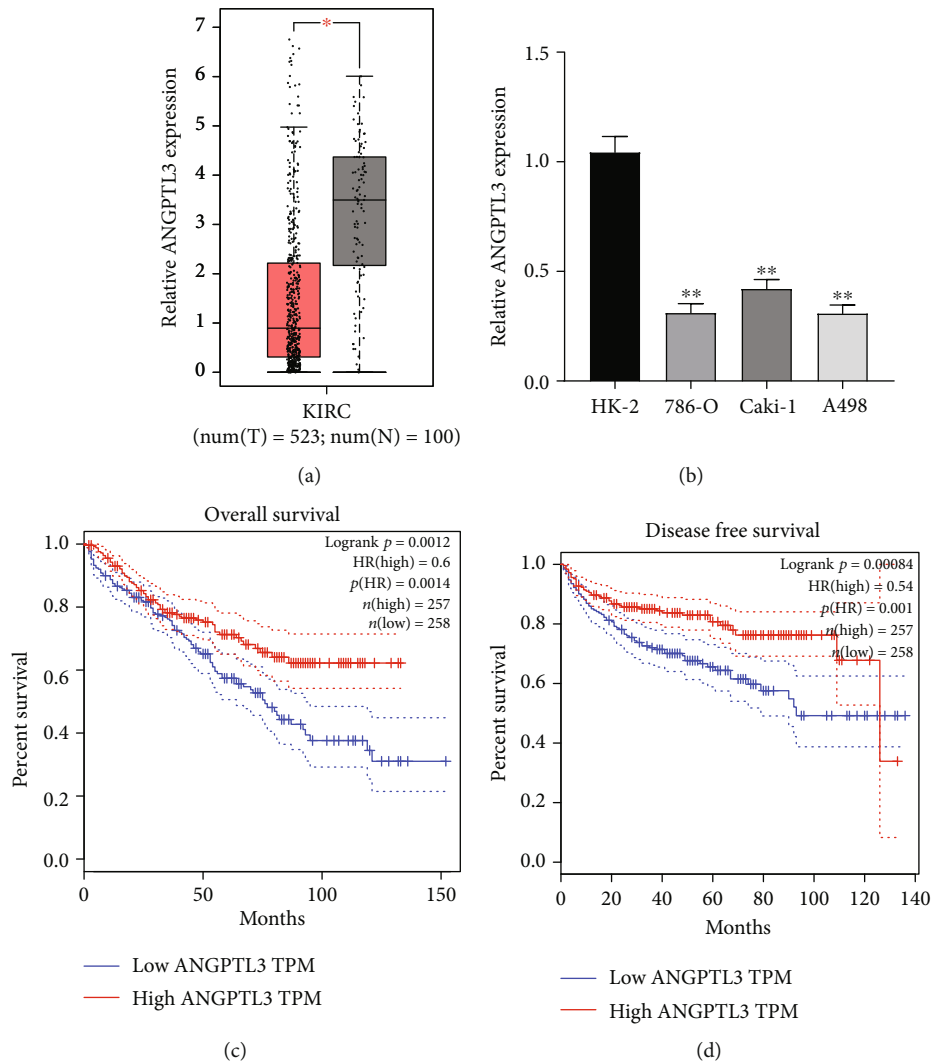 7
6
5
4
3
2
1
0
Relative ANGPTL3 expression
*
KIRC
(num(T) = 523; num(N) = 100)
(a)
1.5
1.0
0.5
0.0
Relative ANGPTL3 expression
**
**
**
HK-2 786-O Caki-1 A498
(b)
Overall survival
Logrank p = 0.0012
HR(high) = 0.6
p(HR) = 0.0014
n(high) = 257
n(low) = 258
1.0
0.8
0.6
0.4
0.2
0.0
Percent survival
0 50 100 150
Months
Low ANGPTL3 TPM
High ANGPTL3 TPM
(c)
Disease free survival
Logrank p = 0.00084
HR(high) = 0.54
p(HR) = 0.001
n(high) = 257
n(low) = 258
1.0
0.8
0.6
0.4
0.2
0.0
Percent survival
0 20 40 60 80 100 120 140
Months
Low ANGPTL3 TPM
High ANGPTL3 TPM
(d)